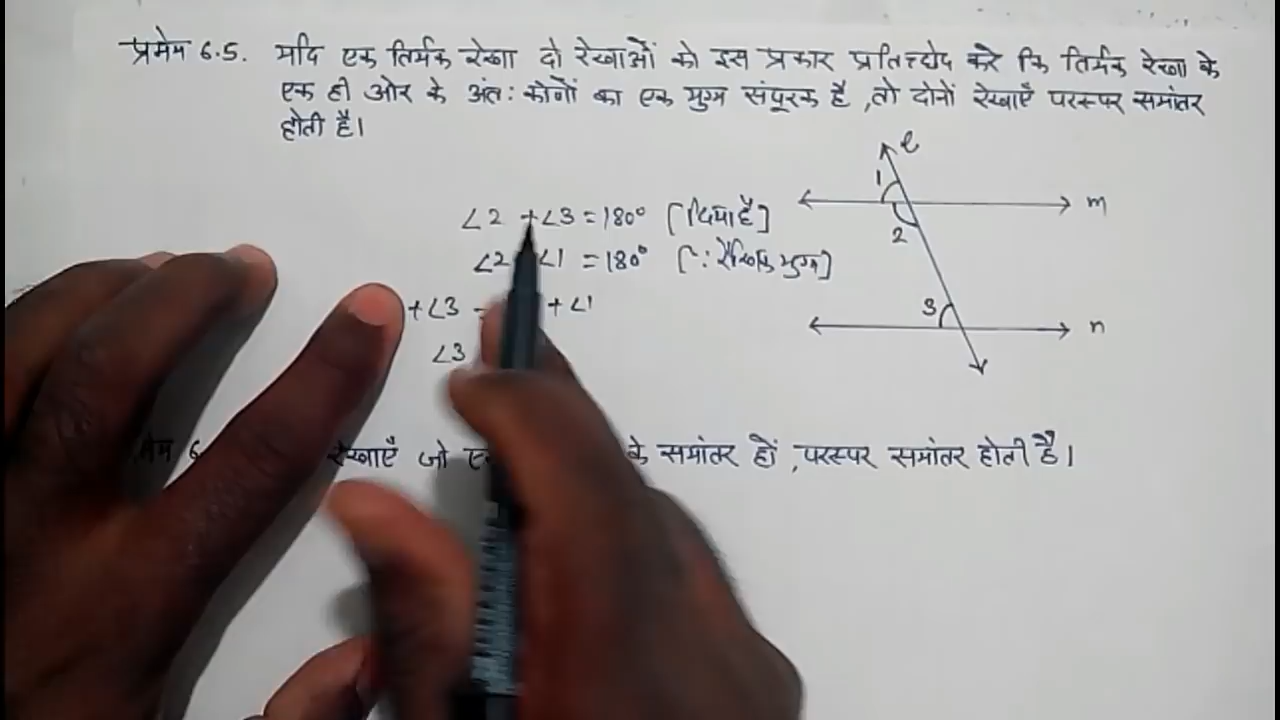 प्रमेय 6.5. यदि एक तिर्यक रेखा दो रेखाओं को इस प्रकार प्रतिच्छेद करे कि तिर्यक रेखा के
एक ही ओर के अंत: कोणों का एक युग्म संपूरक है, तो दोनों रेखाएँ परस्पर समांतर
होती है।
l
1
m
2
3
n
∠2 + ∠3 = 180° [दिया है]
∠2 ∠1 = 180° [∵ रैखिक युग्म]
+ ∠3 + ∠1
∠3
6 रेखाएँ जो के समांतर हों, परस्पर समांतर होती है।